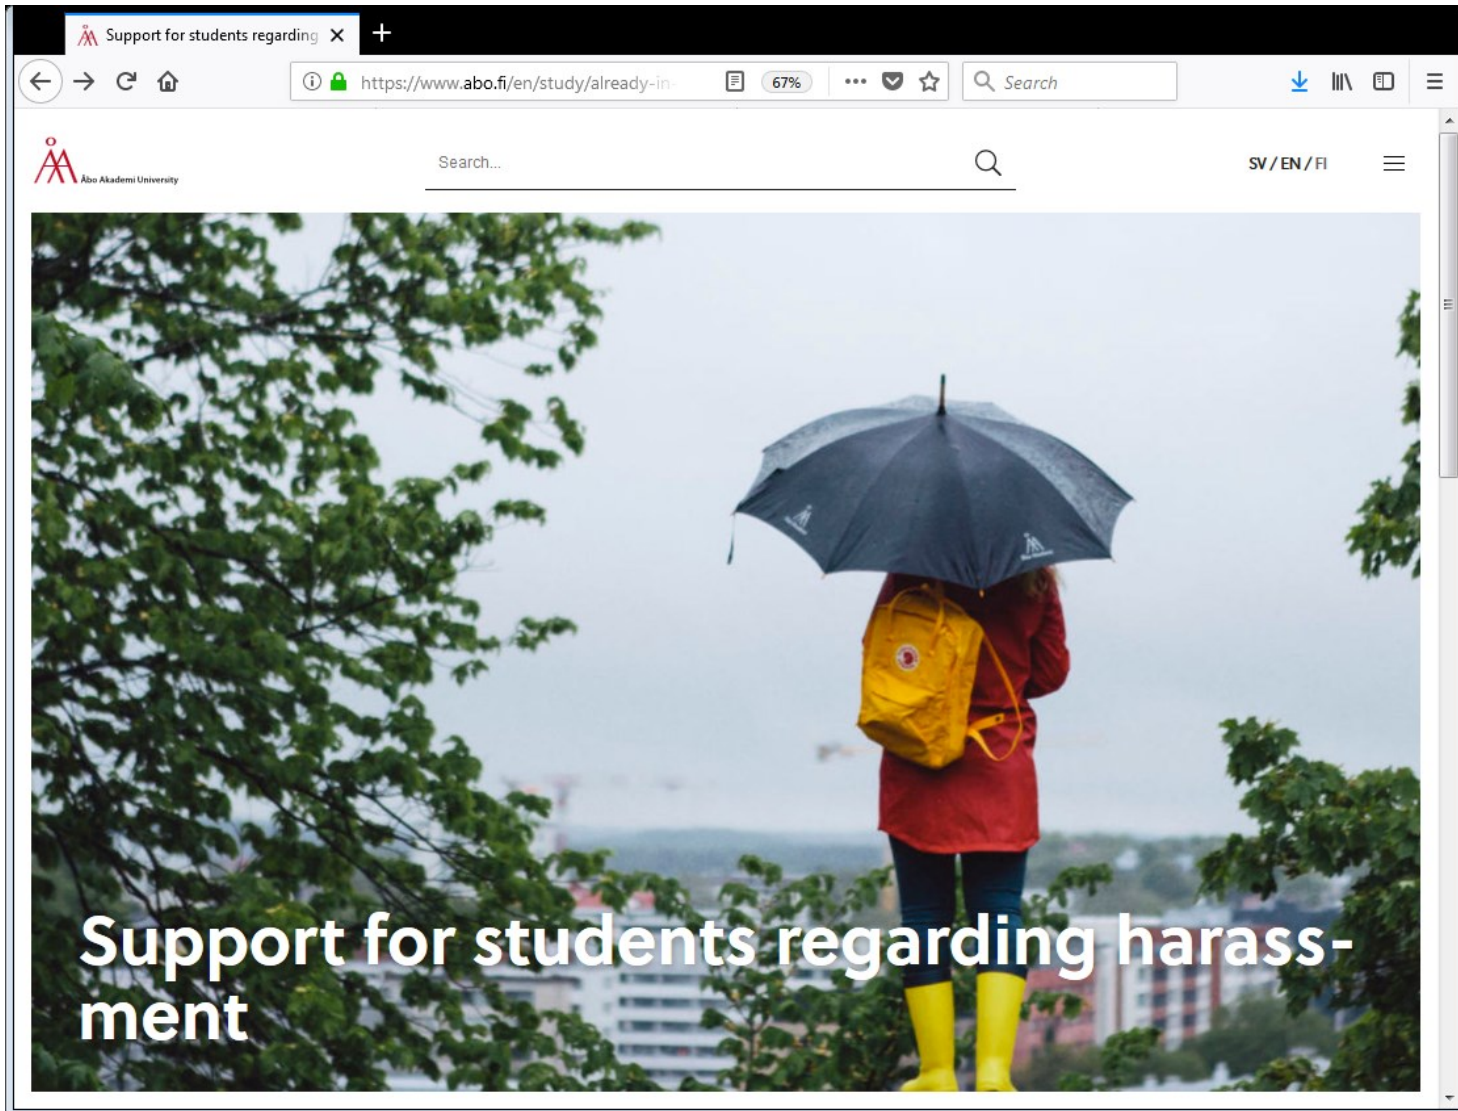 Support for students regarding
https://www.abo.fi/en/study/already-in-
67%
Search
Åbo Akademi University
Search...
SV / EN / FI
Support for students regarding harass-
ment